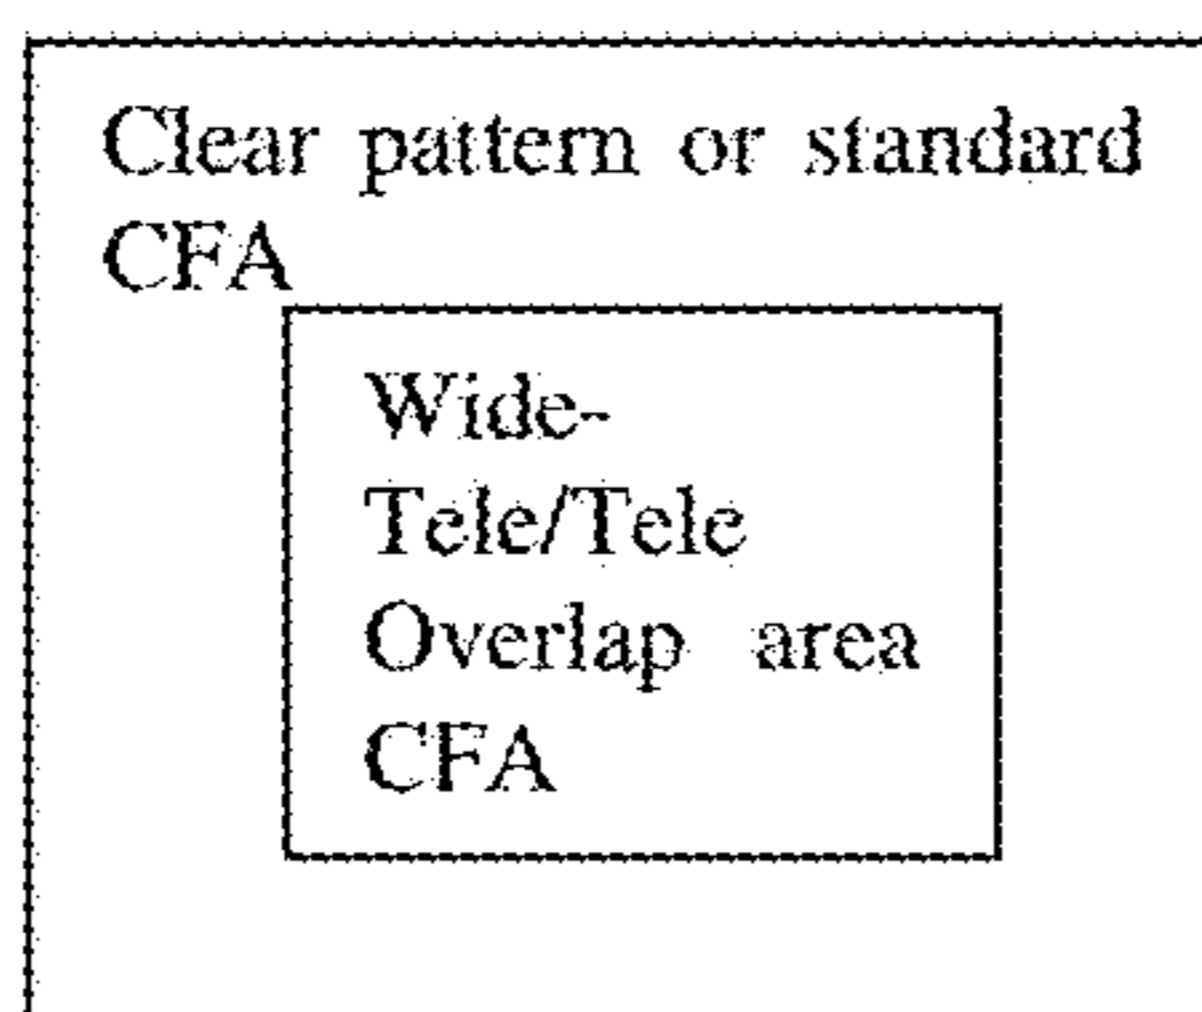 Clear pattern or standard
CFA
Wide-
Tele/Tele
Overlap area
CFA